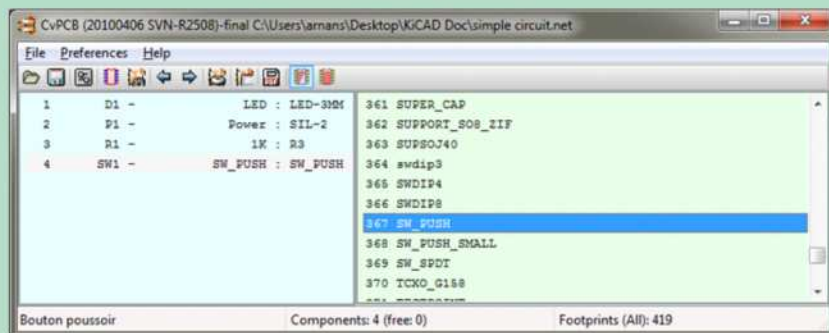 CvPCB (20100406 SVN-R2508)-final C:\Users\arnans\Desktop\KiCAD Doc\simple circuit.net
File Preferences Help
1 D1 - LED : LED-3MM
2 P1 - Power : SIL-2
3 R1 - 1K : R3
4 SW1 - SW_PUSH : SW_PUSH
361 SUPER_CAP
362 SUPPORT_SO8_ZIF
363 SUPSOJ40
364 swdip3
365 SWDIP4
366 SWDIP8
367 SW_PUSH
368 SW_PUSH_SMALL
369 SW_SPDT
370 TCXO_G158
Bouton poussoir
Components: 4 (free: 0)
Footprints (All): 419